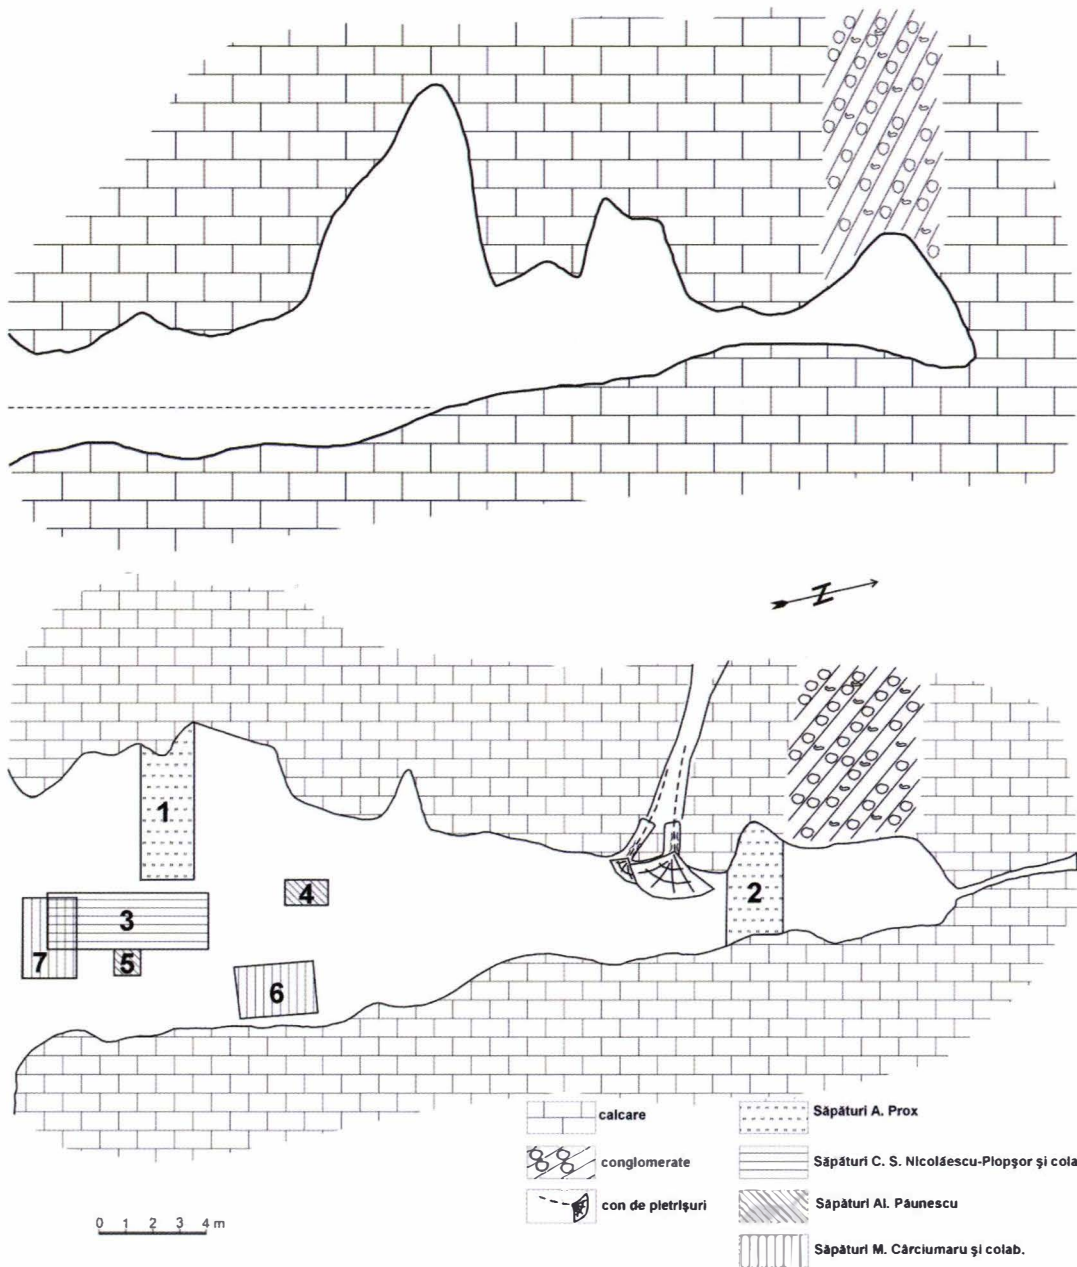 N
1
2
3
4
5
6
7
calcare
conglomerate
con de pietrişuri
Săpături A. Prox
Săpături C. S. Nicolăescu-Plopşor şi cola
Săpături Al. Păunescu
Săpături M. Cârciumaru şi colab.
0 1 2 3 4 m